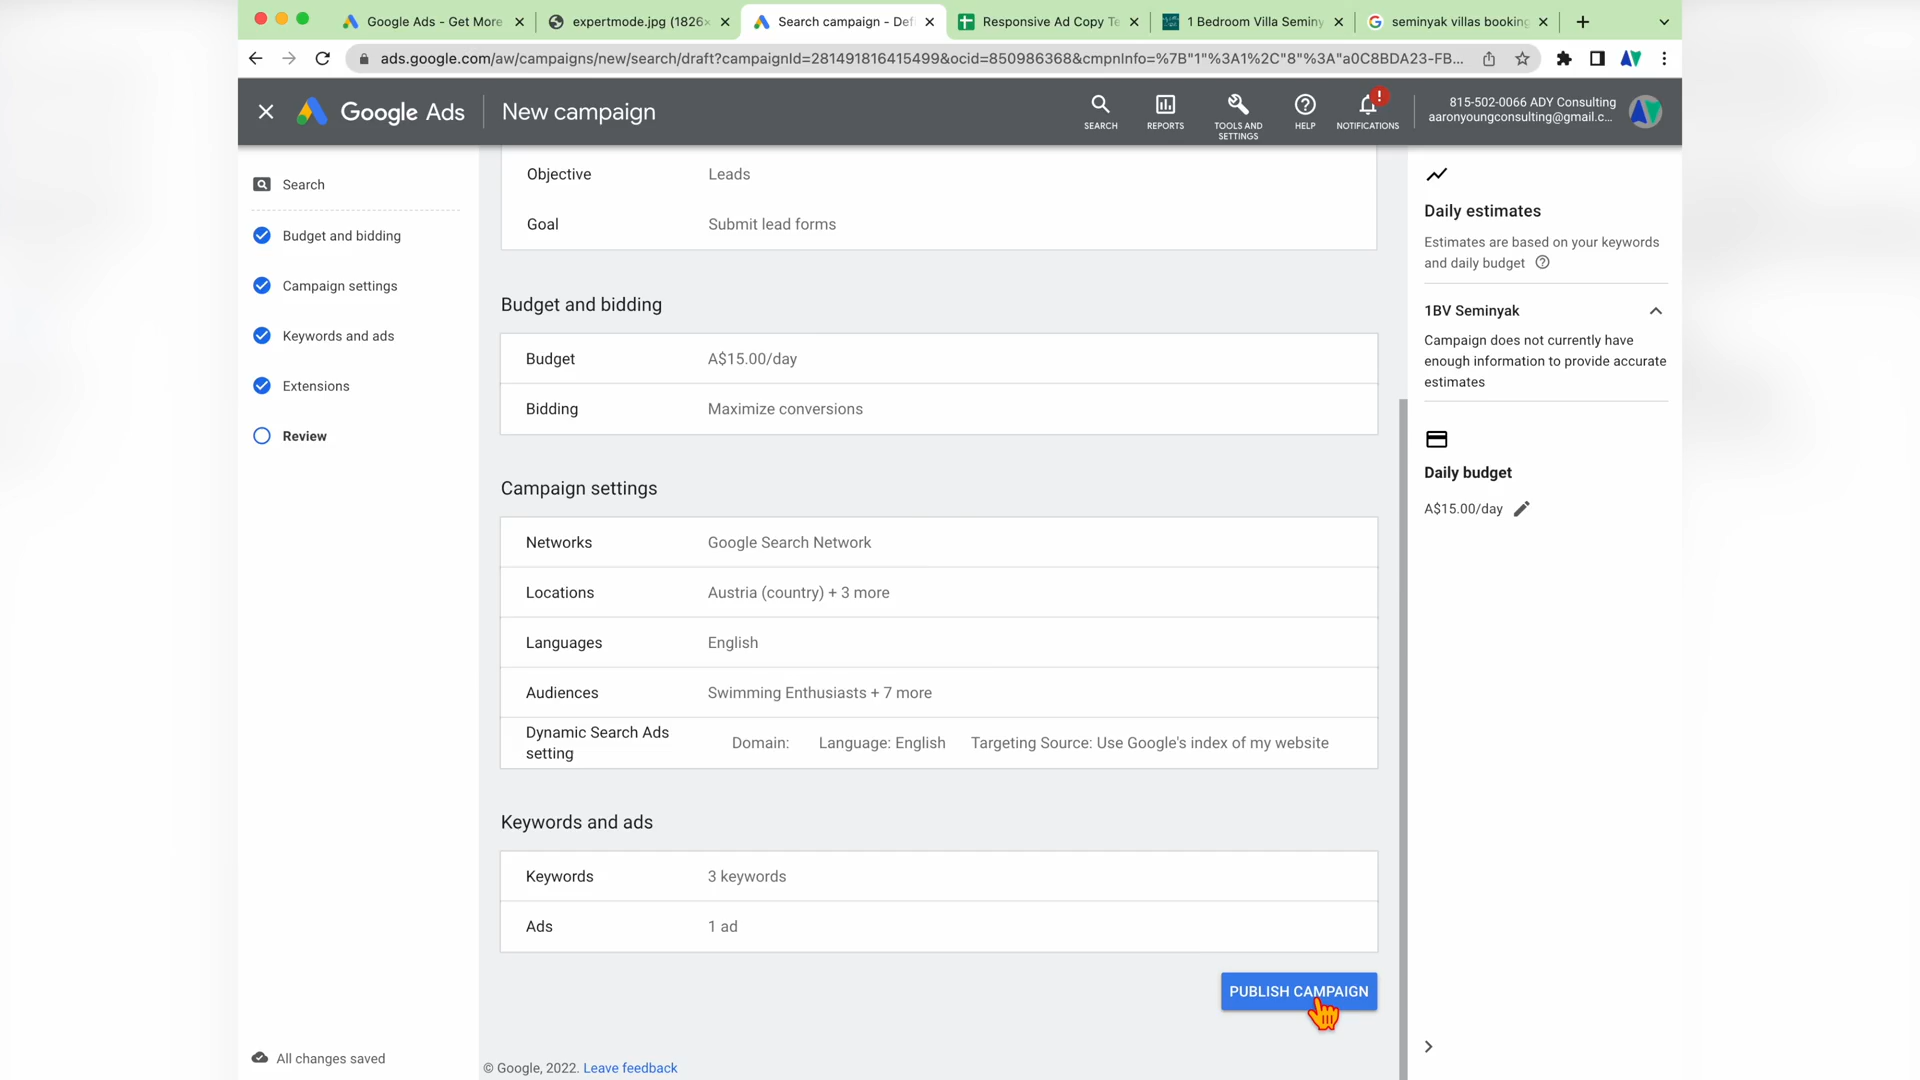 Google Ads - Get More
expertmode.jpg (1826×
Search campaign - Def
Responsive Ad Copy Te
1 Bedroom Villa Seminy
seminyak villas booking
ads.google.com/aw/campaigns/new/search/draft?campaignId=281491816415499&ocid=850986368&cmpnInfo=%7B"1"%3A1%2C"8"%3A"a0C8BDA23-FB...
Google Ads
New campaign
SEARCH
REPORTS
TOOLS AND
SETTINGS
HELP
!
NOTIFICATIONS
815-502-0066 ADY Consulting
aaronyoungconsulting@gmail.c...
Search
Budget and bidding
Campaign settings
Keywords and ads
Extensions
Review
All changes saved
Objective Leads
Goal Submit lead forms
Budget and bidding
Budget A$15.00/day
Bidding Maximize conversions
Campaign settings
Networks Google Search Network
Locations Austria (country) + 3 more
Languages English
Audiences Swimming Enthusiasts + 7 more
Dynamic Search Ads
setting
Domain: Language: English Targeting Source: Use Google's index of my website
Keywords and ads
Keywords 3 keywords
Ads 1 ad
PUBLISH CAMPAIGN
© Google, 2022. Leave feedback
Daily estimates
Estimates are based on your keywords
and daily budget
1BV Seminyak
Campaign does not currently have
enough information to provide accurate
estimates
Daily budget
A$15.00/day